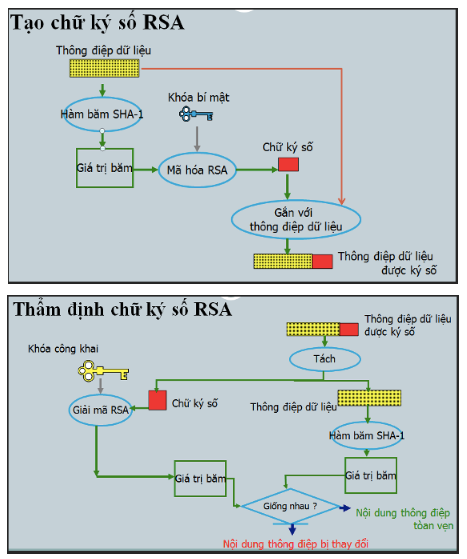 Tạo chữ ký số RSA
Thông điệp dữ liệu
Hàm băm SHA-1
Khóa bí mật
Giá trị băm
Mã hóa RSA
Chữ ký số
Gắn với
thông điệp dữ liệu
Thông điệp dữ liệu
được ký số
Thẩm định chữ ký số RSA
Thông điệp dữ liệu
được ký số
Khóa công khai
Tách
Giải mã RSA
Chữ ký số
Thông điệp dữ liệu
Hàm băm SHA-1
Giá trị băm
Giá trị băm
Giống nhau ?
Nội dung thông điệp
tòan vẹn
Nội dung thông điệp bị thay đổi